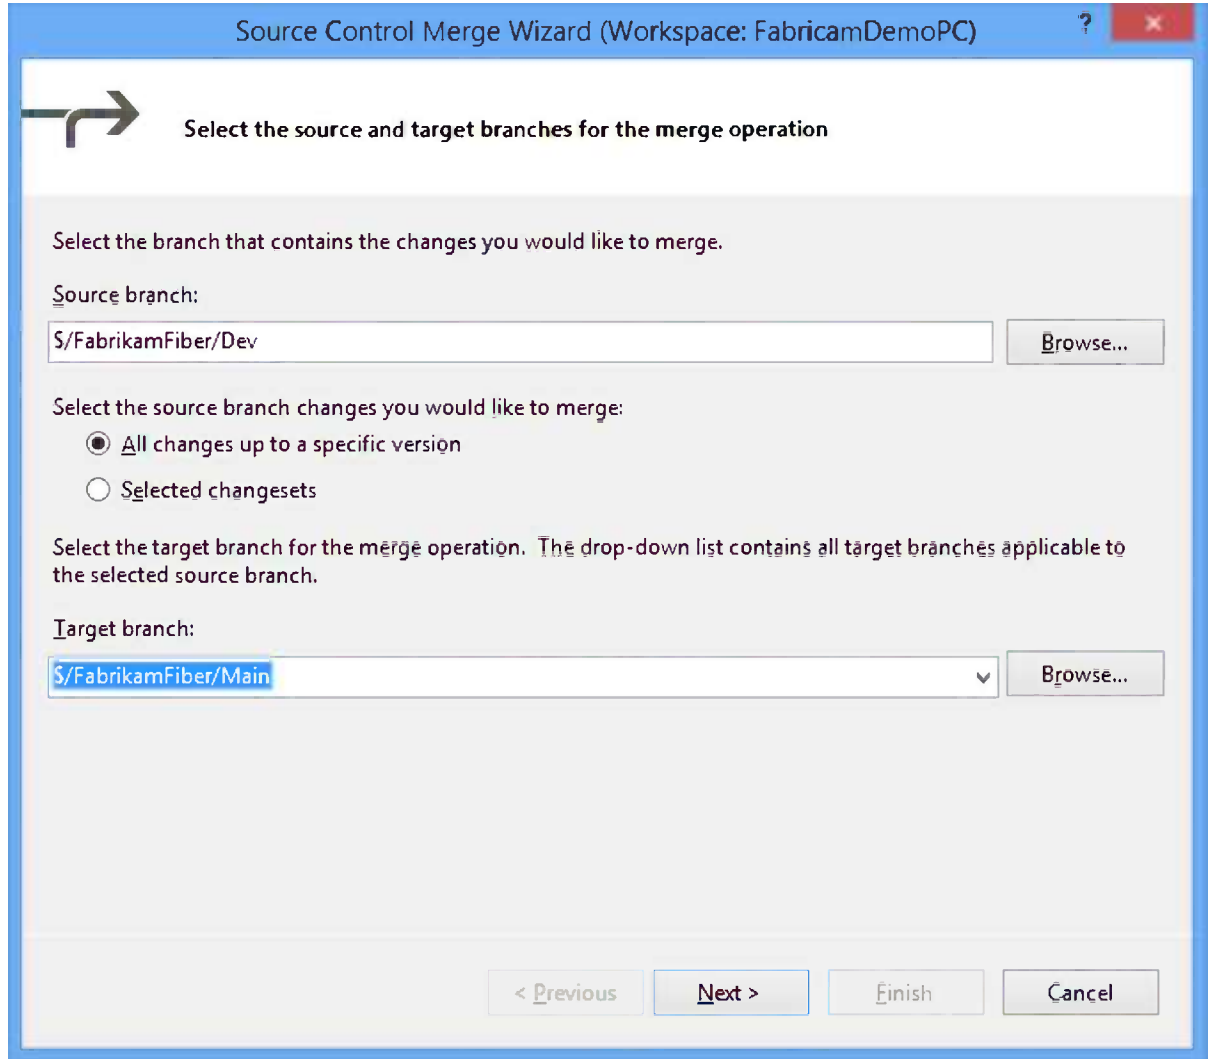 Source Control Merge Wizard (Workspace: FabricamDemoPC)
?
Select the source and target branches for the merge operation
Select the branch that contains the changes you would like to merge.
Source branch:
$/FabrikamFiber/Dev
Browse...
Select the source branch changes you would like to merge:
All changes up to a specific version
Selected changesets
Select the target branch for the merge operation.  The drop-down list contains all target branches applicable to
the selected source branch.
Target branch:
$/FabrikamFiber/Main
Browse...
< Previous
Next >
Finish
Cancel